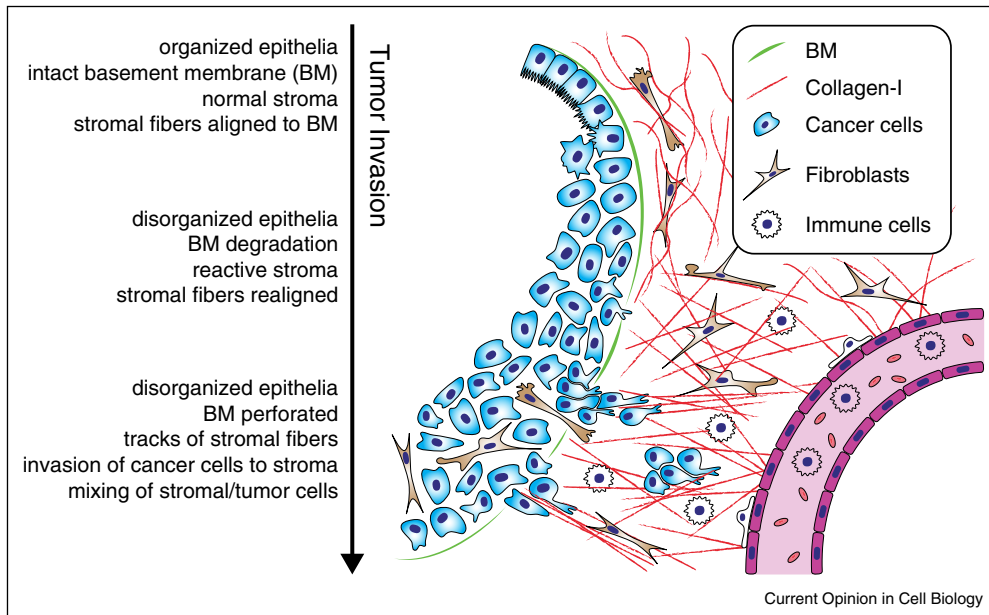 organized epithelia
intact basement membrane (BM)
normal stroma
stromal fibers aligned to BM
disorganized epithelia
BM degradation
reactive stroma
stromal fibers realigned
disorganized epithelia
BM perforated
tracks of stromal fibers
invasion of cancer cells to stroma
mixing of stromal/tumor cells
Tumor Invasion
BM
Collagen-I
Cancer cells
Fibroblasts
Immune cells
Current Opinion in Cell Biology